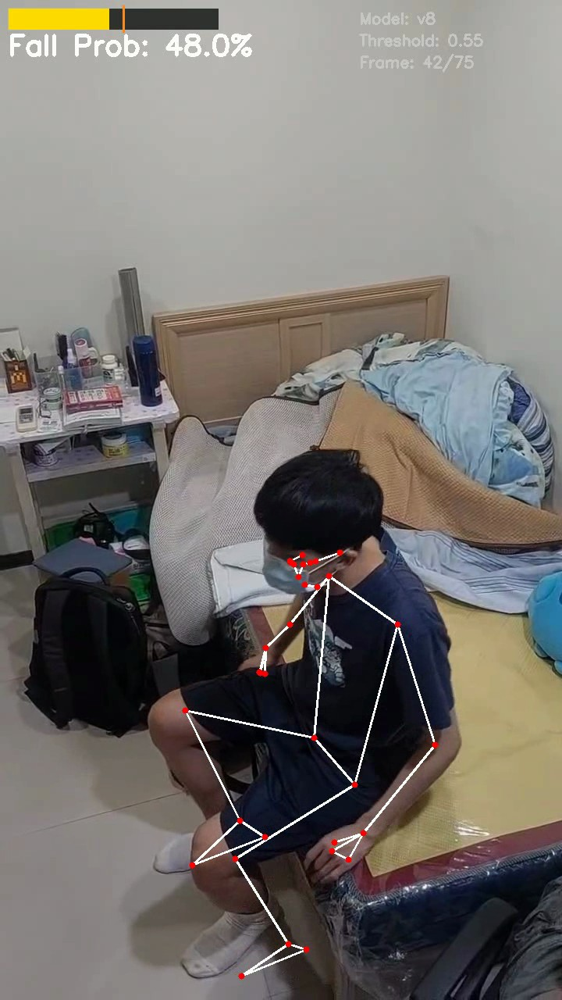 Fall Prob: 48.0%
Model: v8
Threshold: 0.55
Frame: 42/75